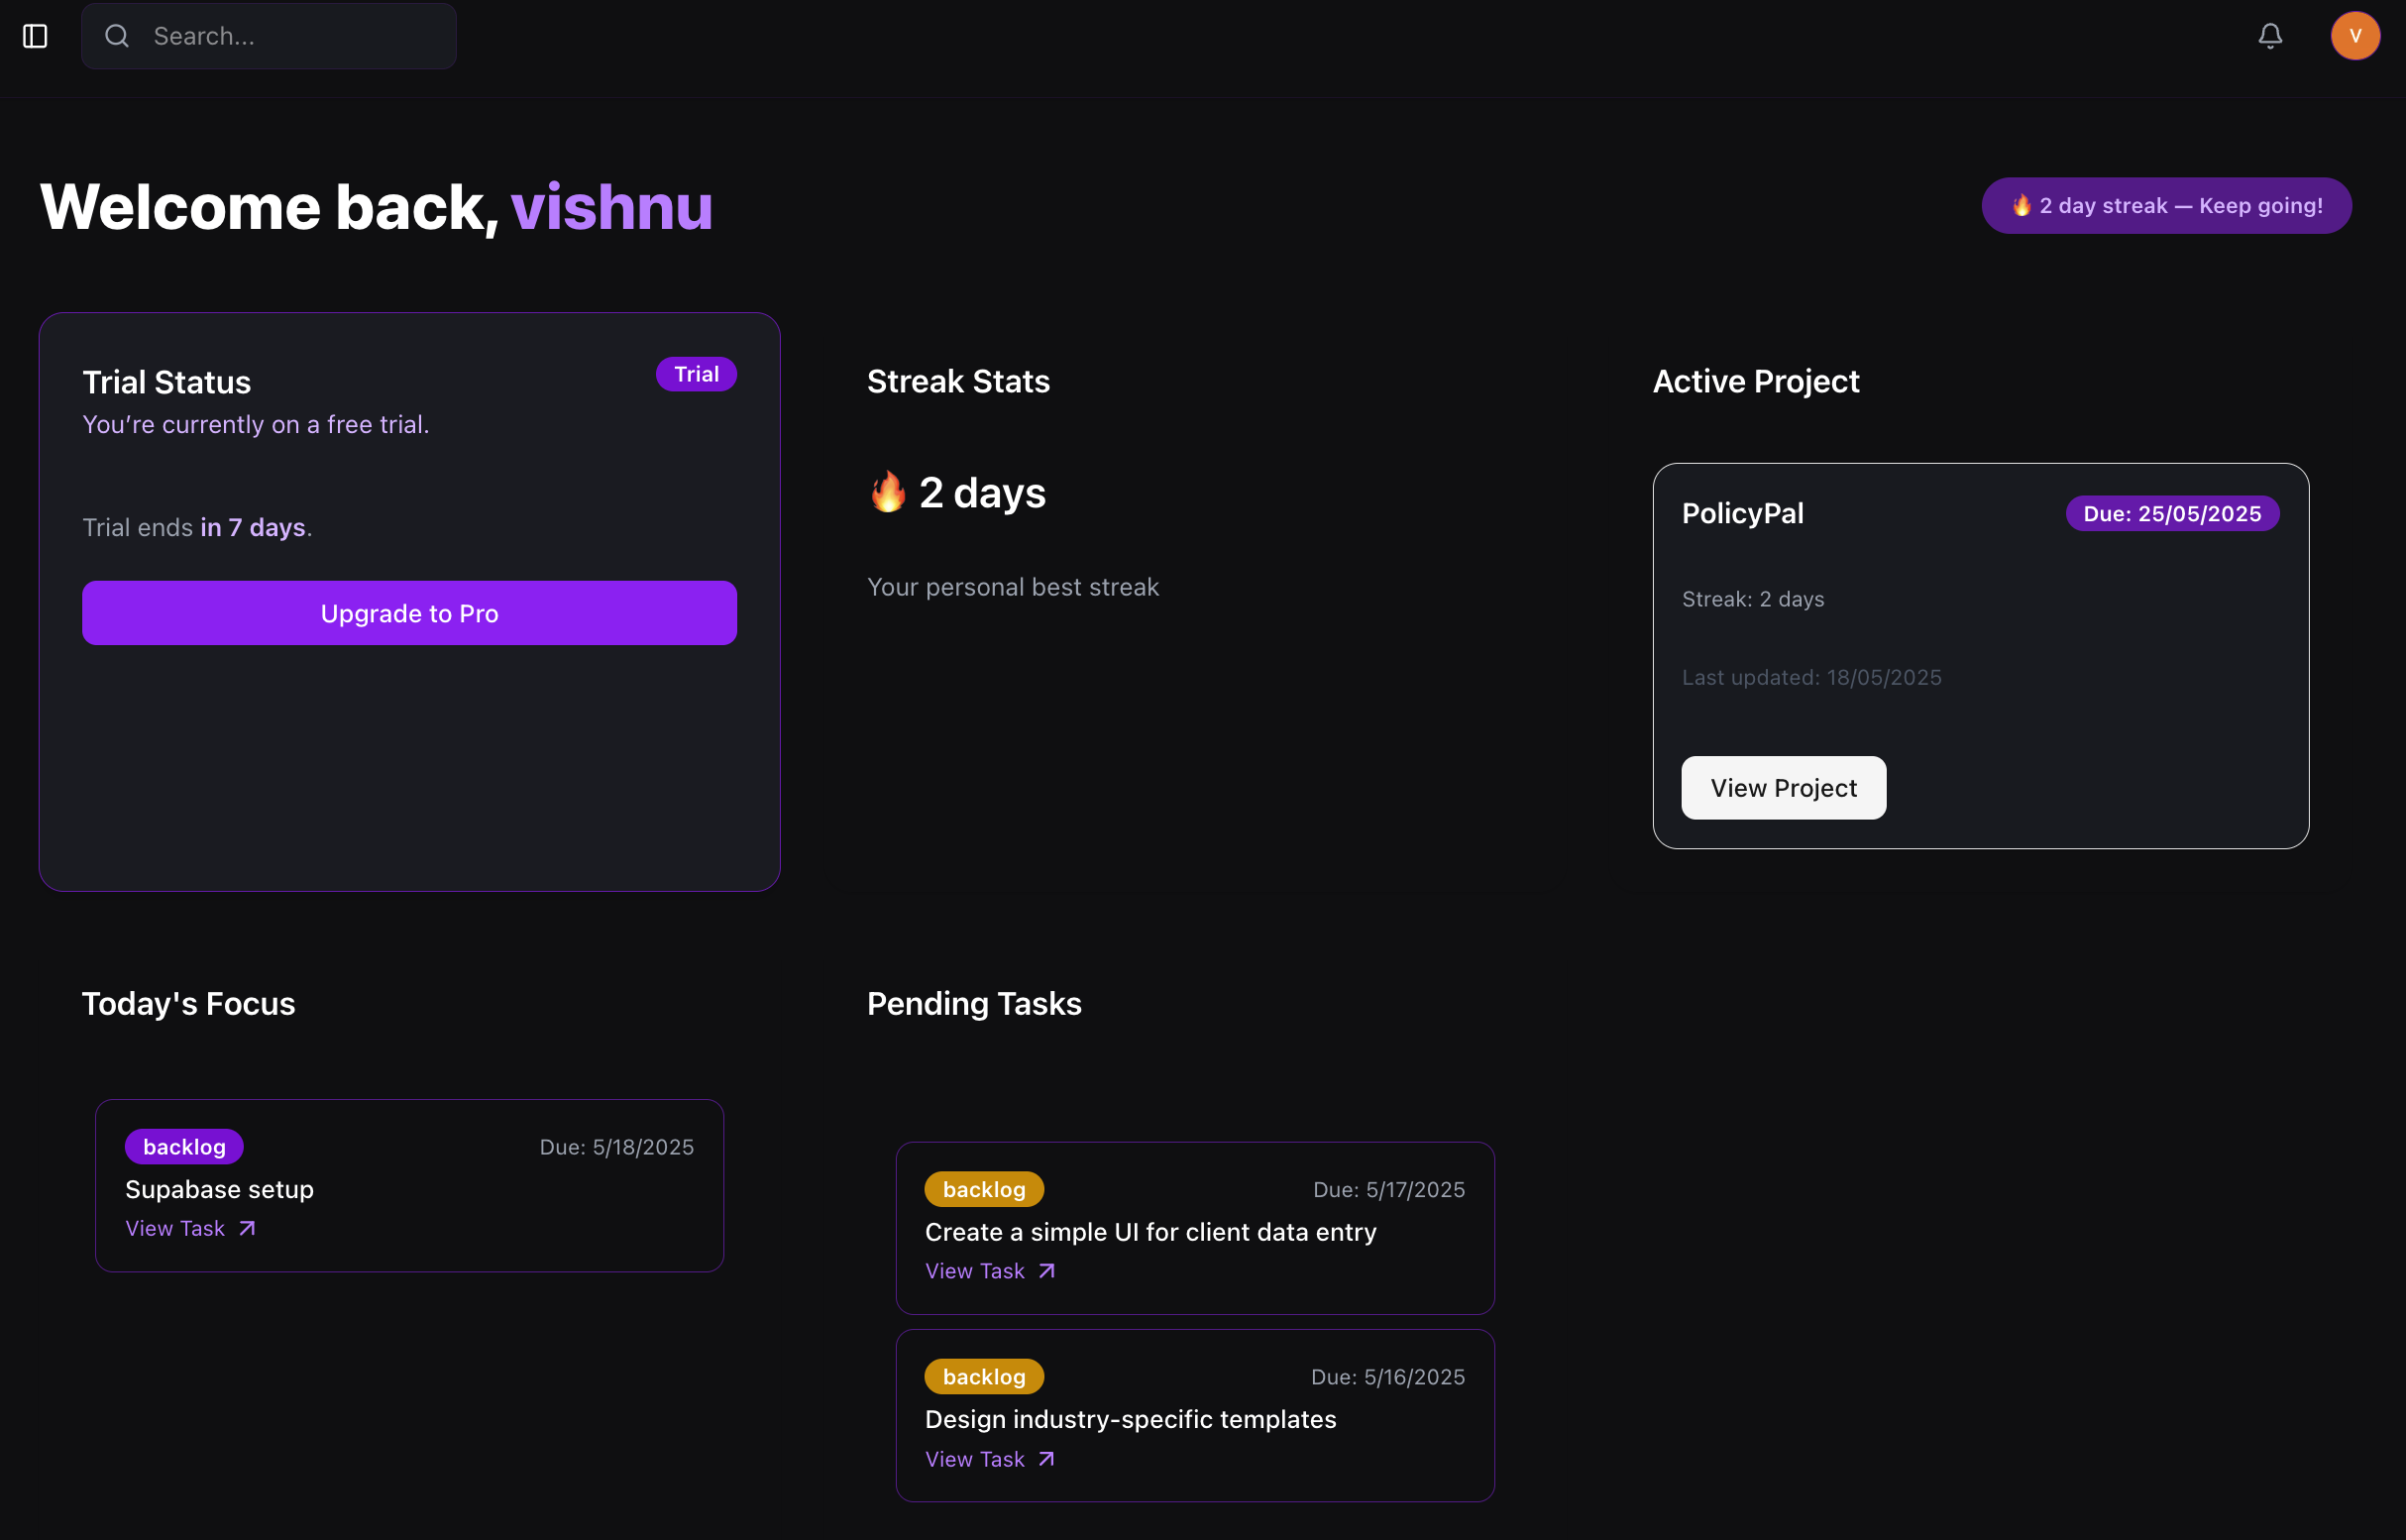 Search...
V
Welcome back, vishnu
🔥 2 day streak — Keep going!
Trial Status
Trial
You’re currently on a free trial.
Trial ends in 7 days.
Upgrade to Pro
Streak Stats
🔥 2 days
Your personal best streak
Active Project
PolicyPal
Due: 25/05/2025
Streak: 2 days
Last updated: 18/05/2025
View Project
Today's Focus
backlog
Due: 5/18/2025
Supabase setup
View Task
Pending Tasks
backlog
Due: 5/17/2025
Create a simple UI for client data entry
View Task
backlog
Due: 5/16/2025
Design industry-specific templates
View Task